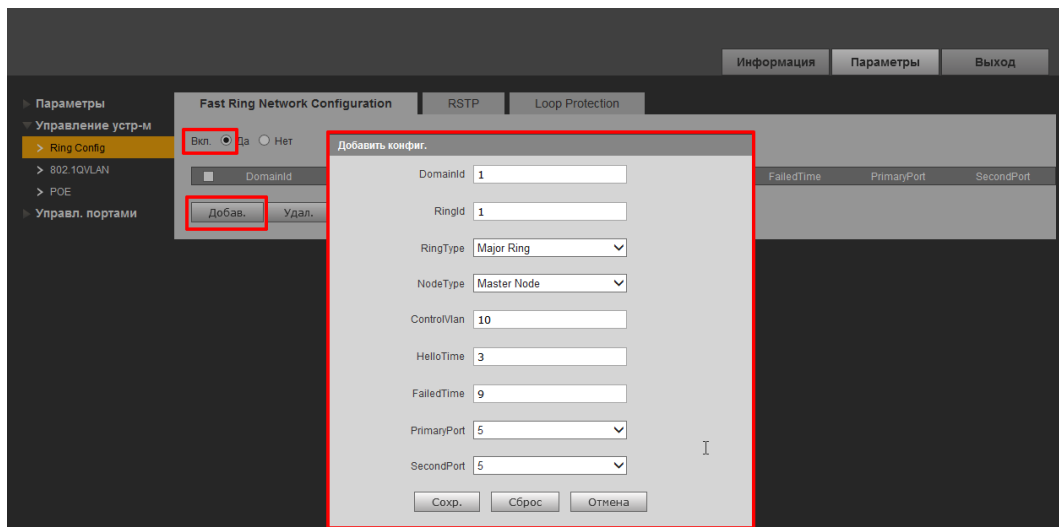 Информация Параметры Выход
Параметры
Управление устр-м
Ring Config
802.1QVLAN
POE
Управл. портами
Fast Ring Network Configuration RSTP Loop Protection
Вкл. Да Нет
DomainId FailedTime PrimaryPort SecondPort
Добав. Удал.
Добавить конфиг.
DomainId 1
RingId 1
RingType Major Ring
NodeType Master Node
ControlVlan 10
HelloTime 3
FailedTime 9
PrimaryPort 5
SecondPort 5
Сохр. Сброс Отмена